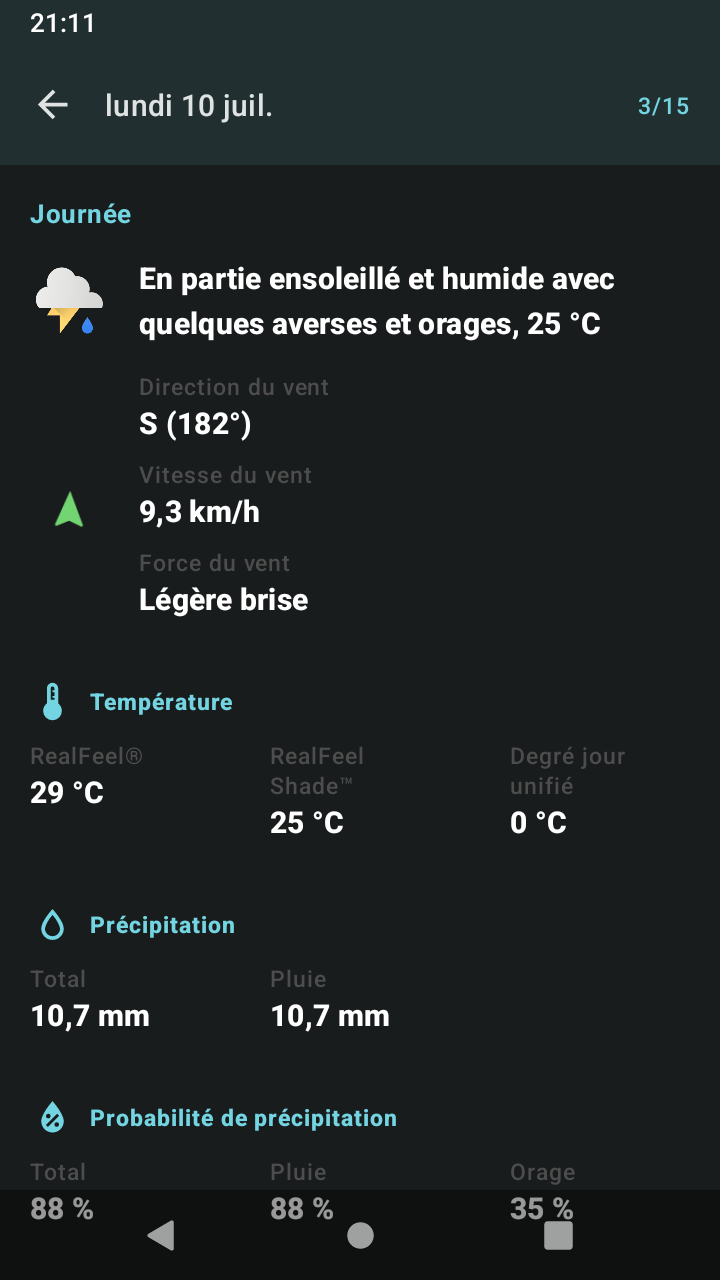 21:11
lundi 10 juil.
3/15
Journée
En partie ensoleillé et humide avec
quelques averses et orages, 25 °C
Direction du vent
S (182°)
Vitesse du vent
9,3 km/h
Force du vent
Légère brise
Température
RealFeel®
29 °C
RealFeel
Shade™
25 °C
Degré jour
unifié
0 °C
Précipitation
Total
10,7 mm
Pluie
10,7 mm
Probabilité de précipitation
Total
88 %
Pluie
88 %
Orage
35 %